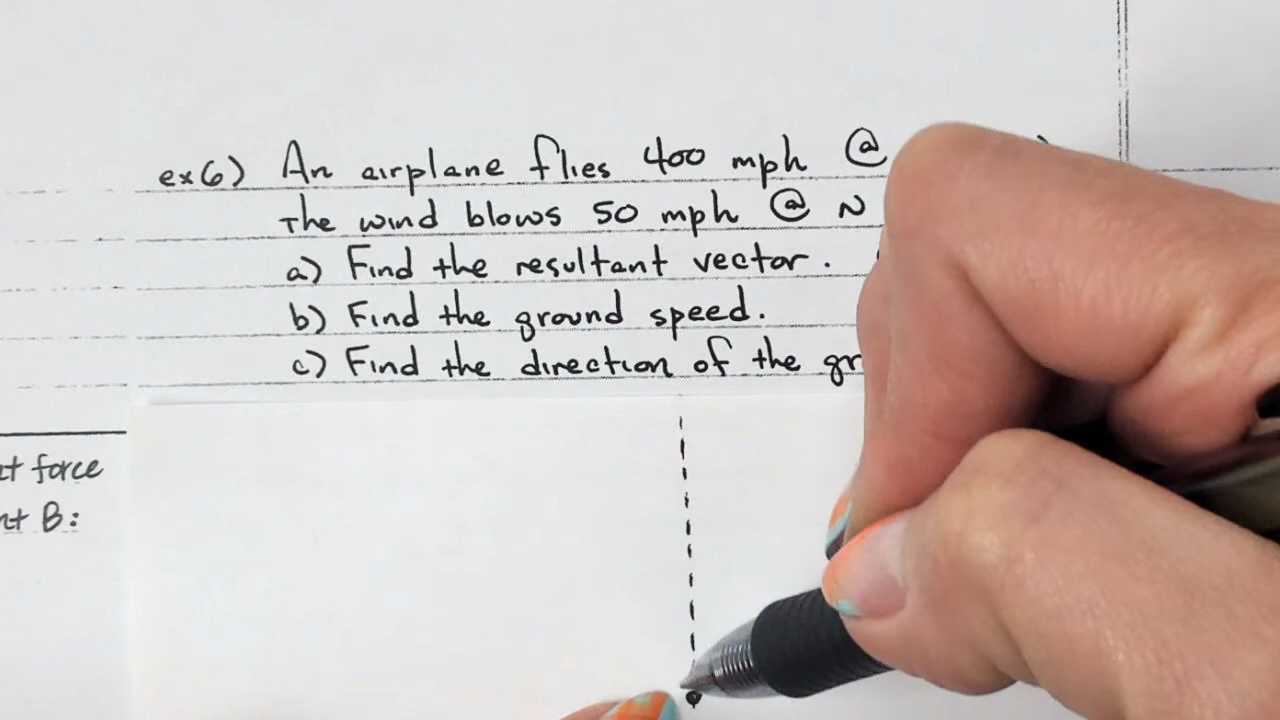 ex6) An airplane flies 400 mph @
The wind blows 50 mph @ N
a) Find the resultant vector.
b) Find the ground speed.
c) Find the direction of the gr
force
B: